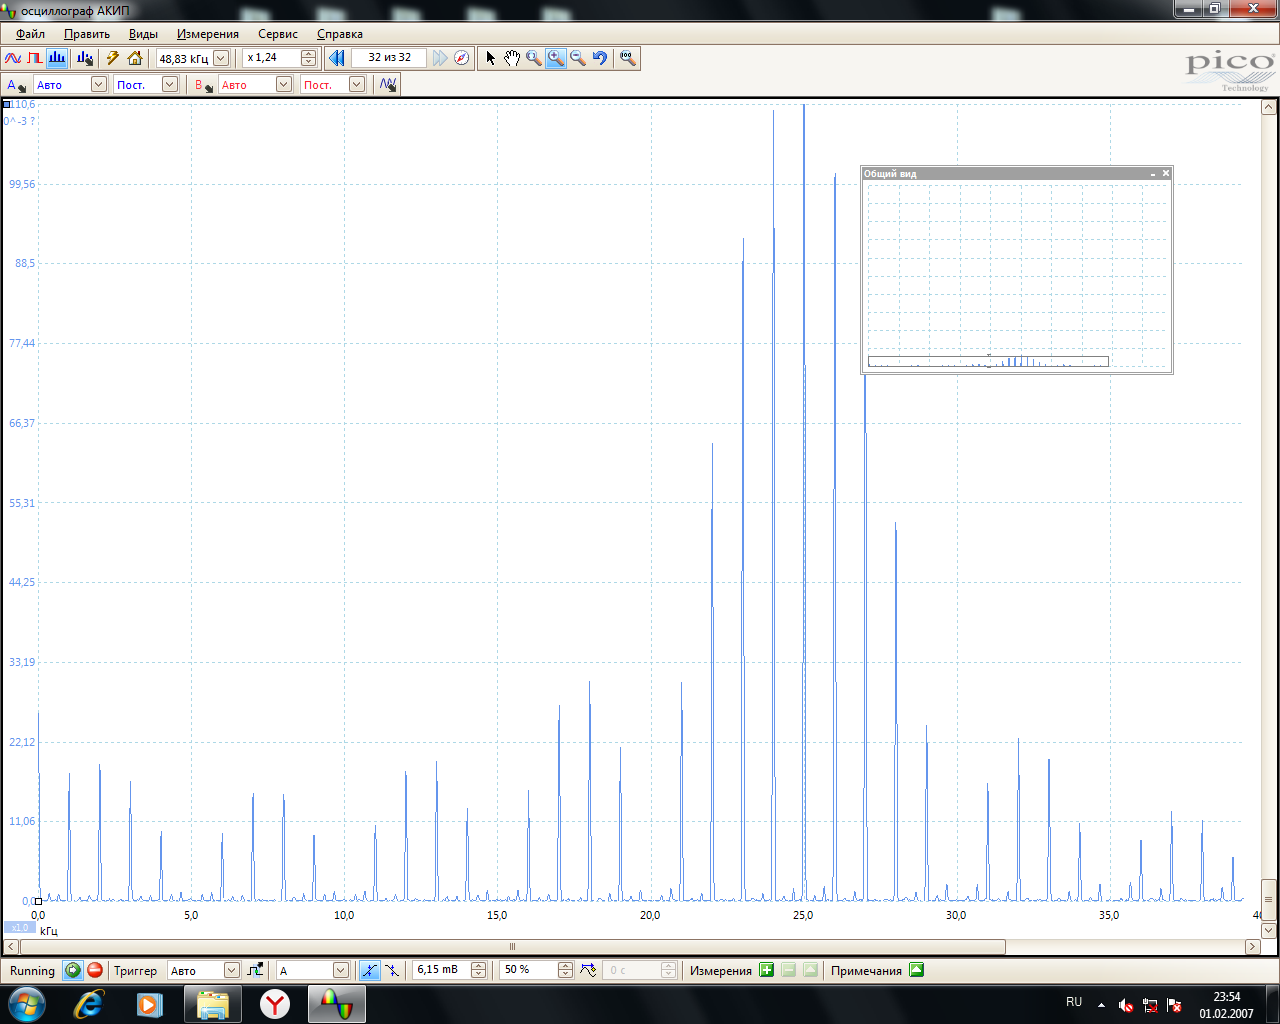 осциллограф АКИП
Файл Править Виды Измерения Сервис Справка
48,83 кГц x 1,24 32 из 32
pico
Technology
A Авто Пост. B Авто Пост.
110,6
0^-3 ?
99,56
88,5
77,44
66,37
55,31
44,25
33,19
22,12
11,06
0,0
Общий вид
0,0 5,0 10,0 15,0 20,0 25,0 30,0 35,0 40
x1,0
кГц
Running Триггер Авто A 6,15 mB 50 % 0 c Измерения Примечания
RU
23:54
01.02.2007